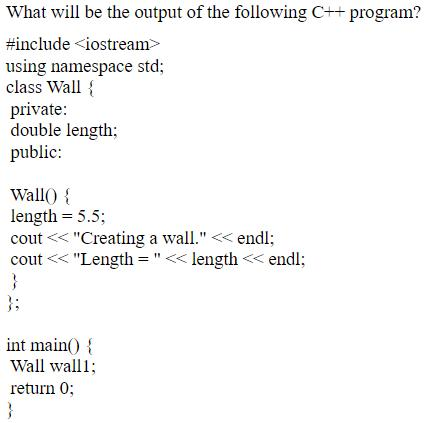 What will be the output of the following C++ program?
#include <iostream>
using namespace std;
class Wall {
private:
double length;
public:
Wall() {
length = 5.5;
cout << "Creating a wall." << endl;
cout << "Length = " << length << endl;
}
};
int main() {
Wall wall1;
return 0;
}